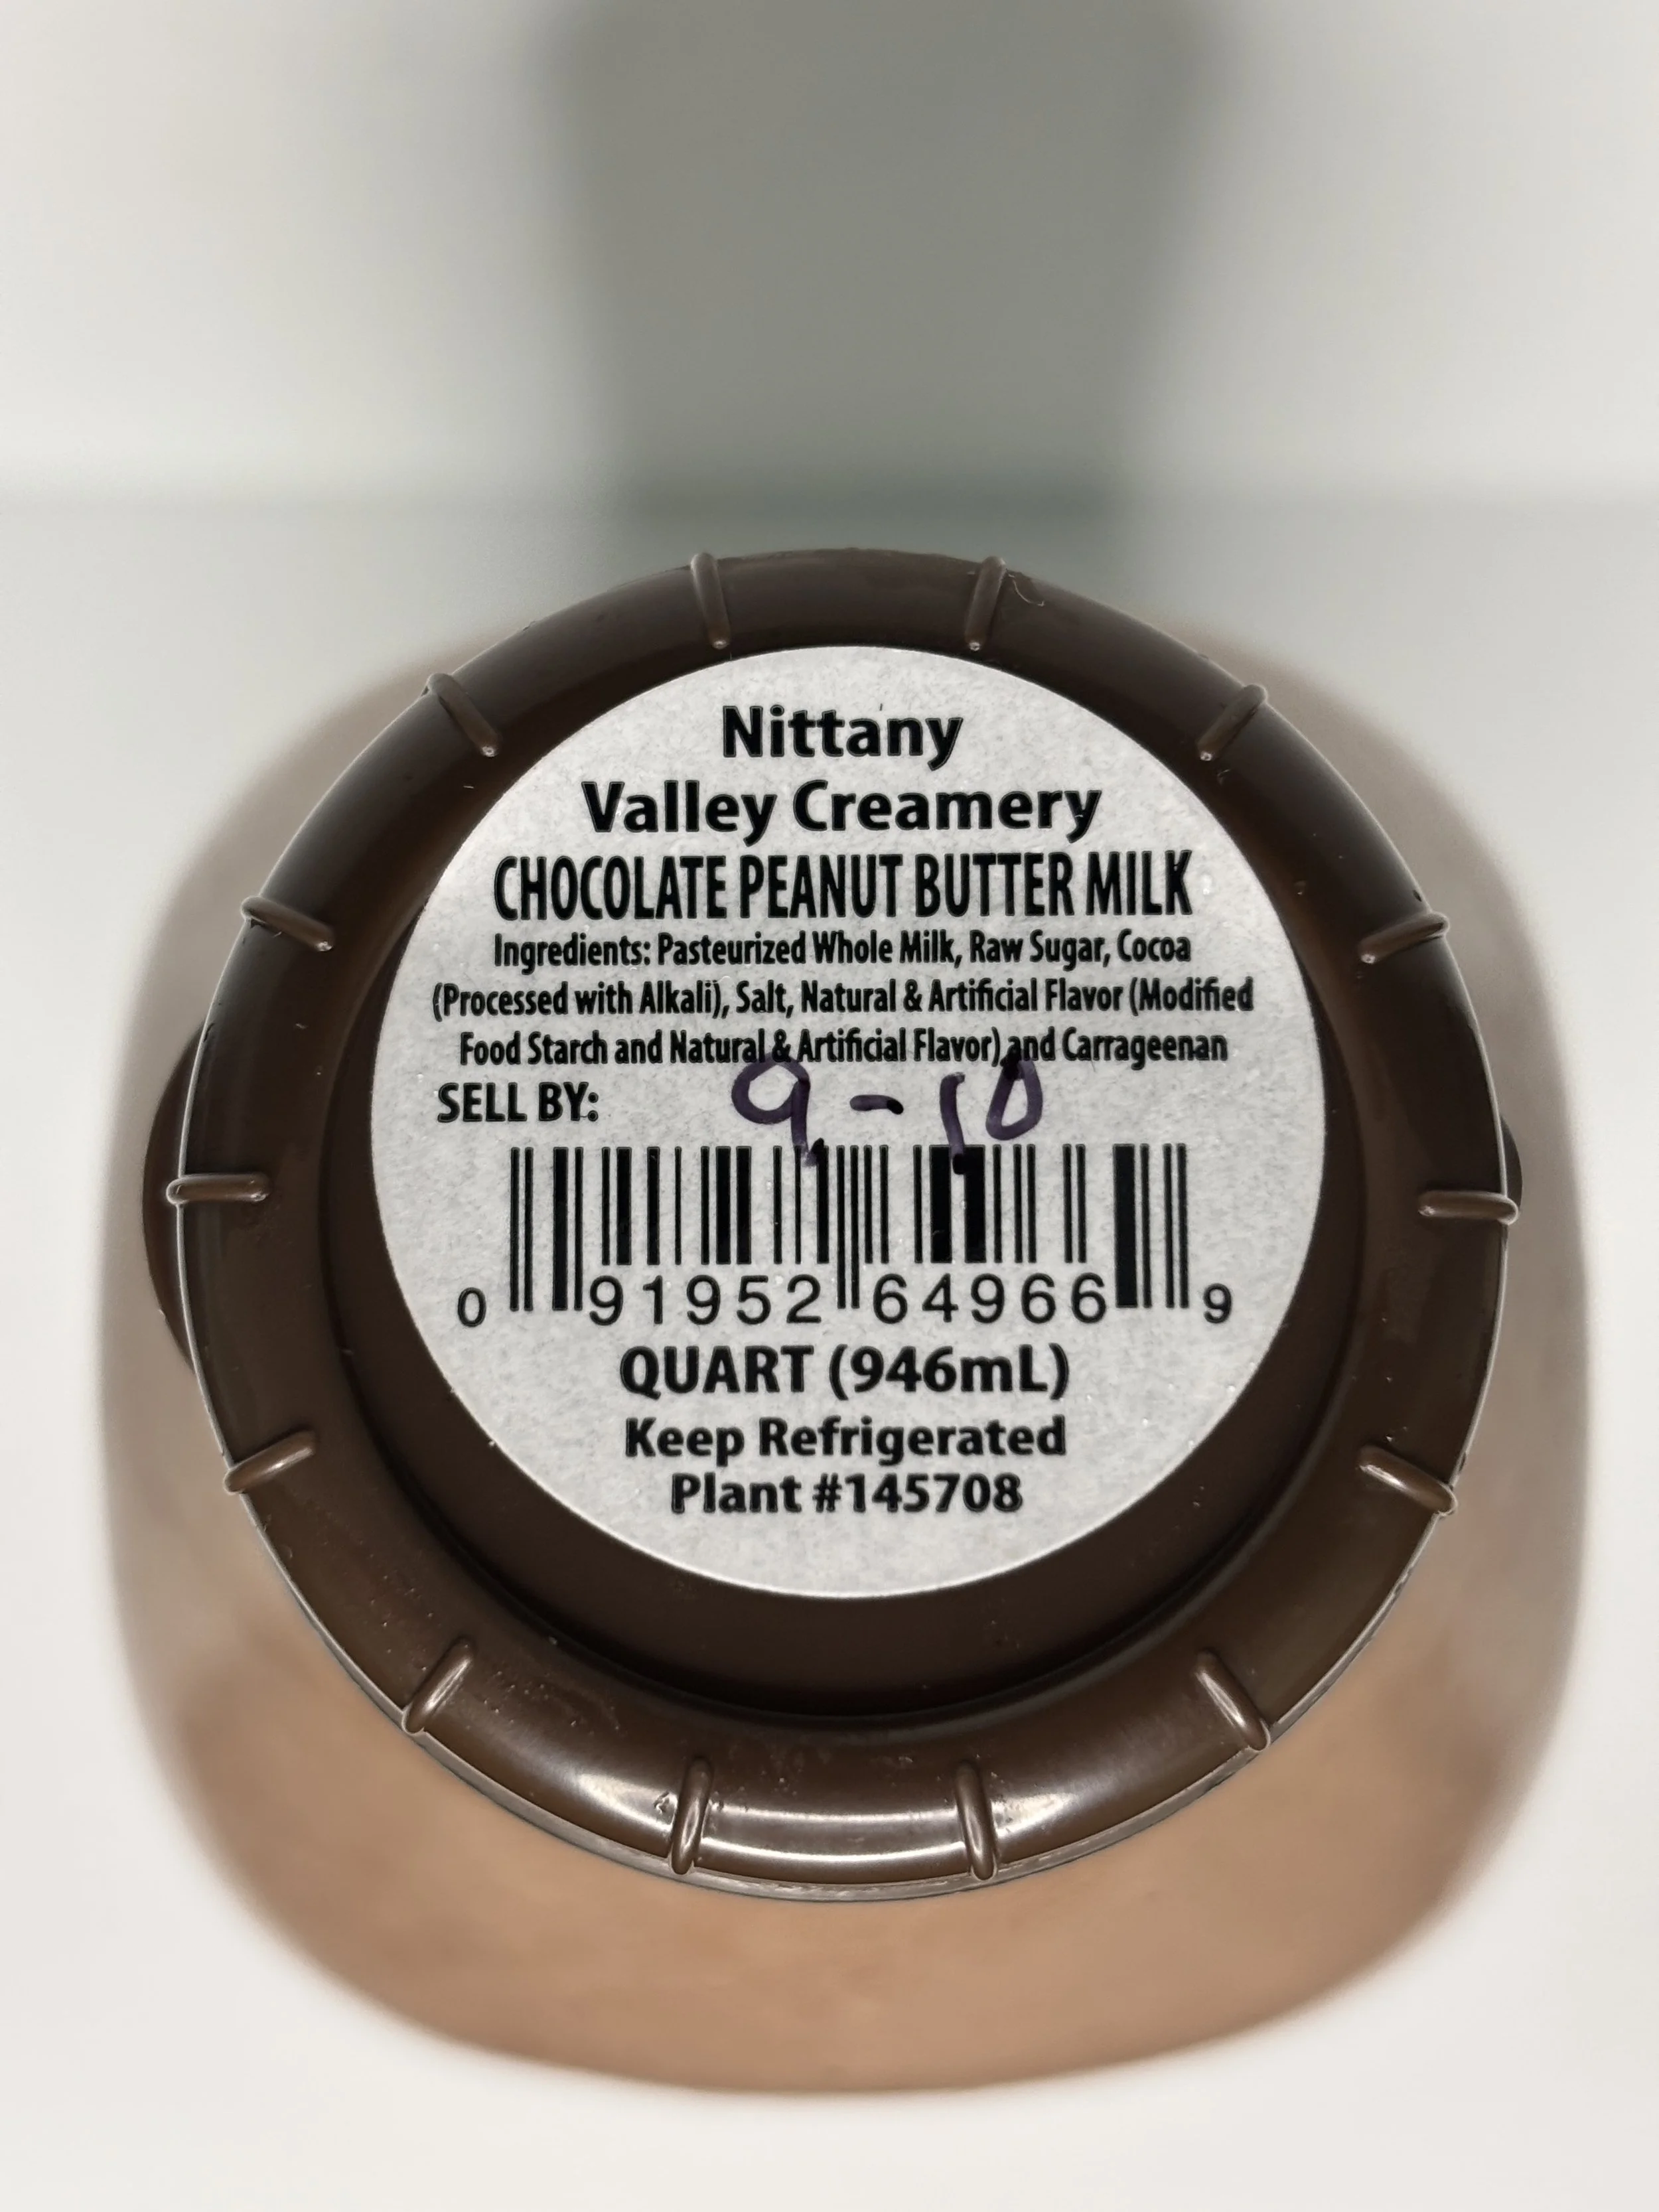 Nittany
Valley Creamery
CHOCOLATE PEANUT BUTTER MILK
Ingredients: Pasteurized Whole Milk, Raw Sugar, Cocoa
(Processed with Alkali), Salt, Natural & Artificial Flavor (Modified
Food Starch and Natural & Artificial Flavor) and Carrageenan
SELL BY: 9-10
0 91952 64966 9
QUART (946mL)
Keep Refrigerated
Plant #145708